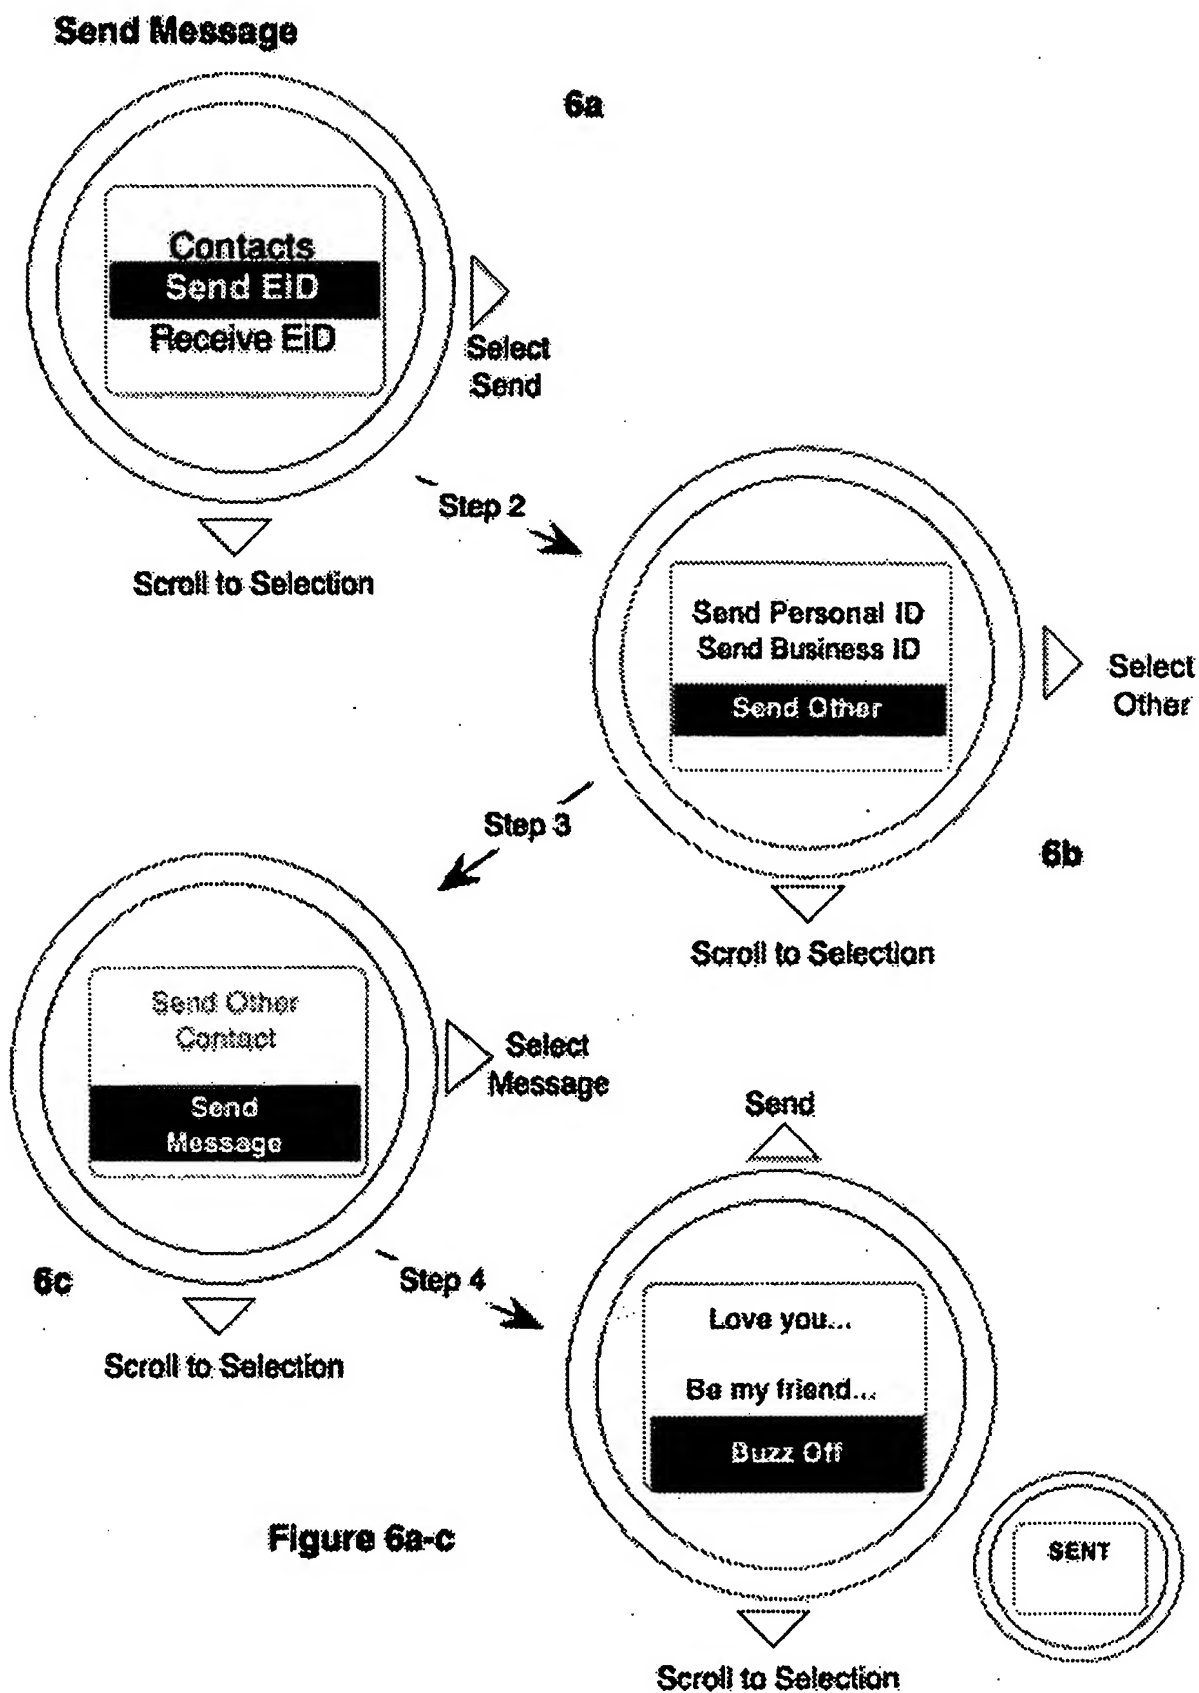 Send Message
6a
Contacts
Send EiD
Receive EiD
Select
Send
Step 2
Scroll to Selection
Send Personal ID
Send Business ID
Send Other
Select
Other
Step 3
6b
Scroll to Selection
Send Other
Contact
Send
Message
Select
Message
Send
6c
Step 4
Scroll to Selection
Love you...
Be my friend...
Buzz Off
Figure 6a-c
SENT
Scroll to Selection